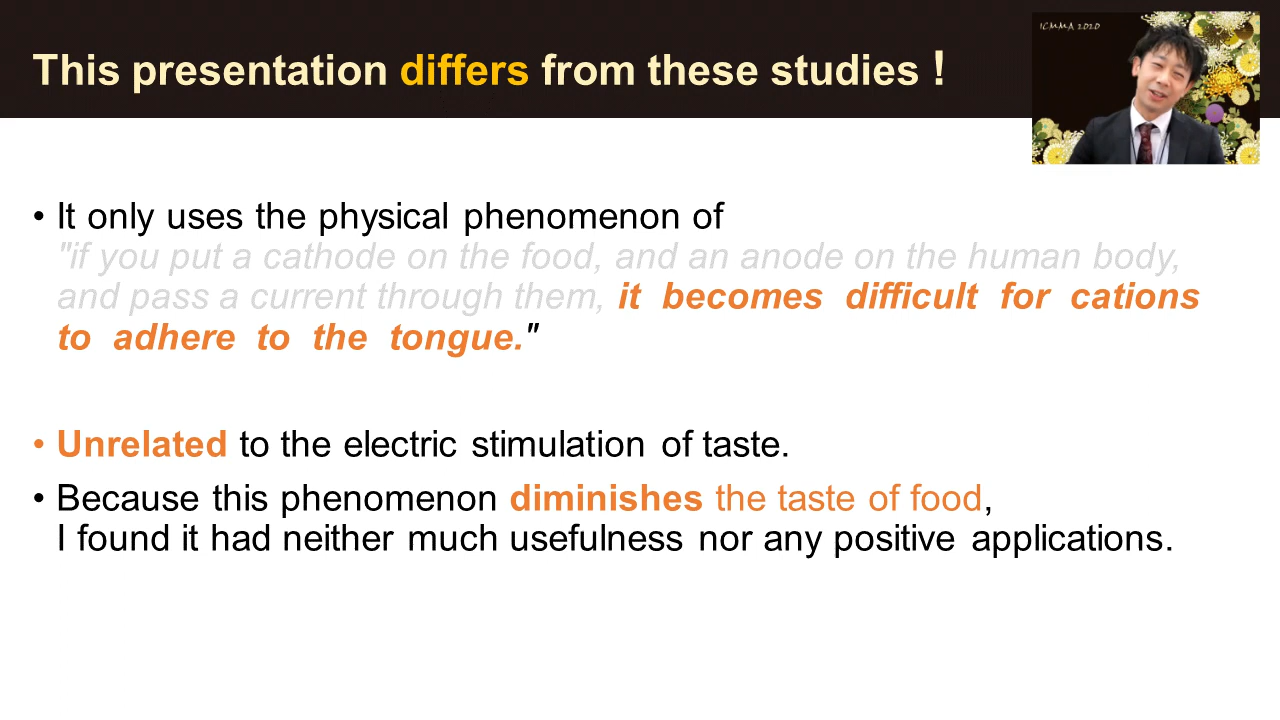 This presentation differs from these studies！
ICMMA 2020
• It only uses the physical phenomenon of
"if you put a cathode on the food, and an anode on the human body,
and pass a current through them, it becomes difficult for cations
to adhere to the tongue."
• Unrelated to the electric stimulation of taste.
• Because this phenomenon diminishes the taste of food,
I found it had neither much usefulness nor any positive applications.